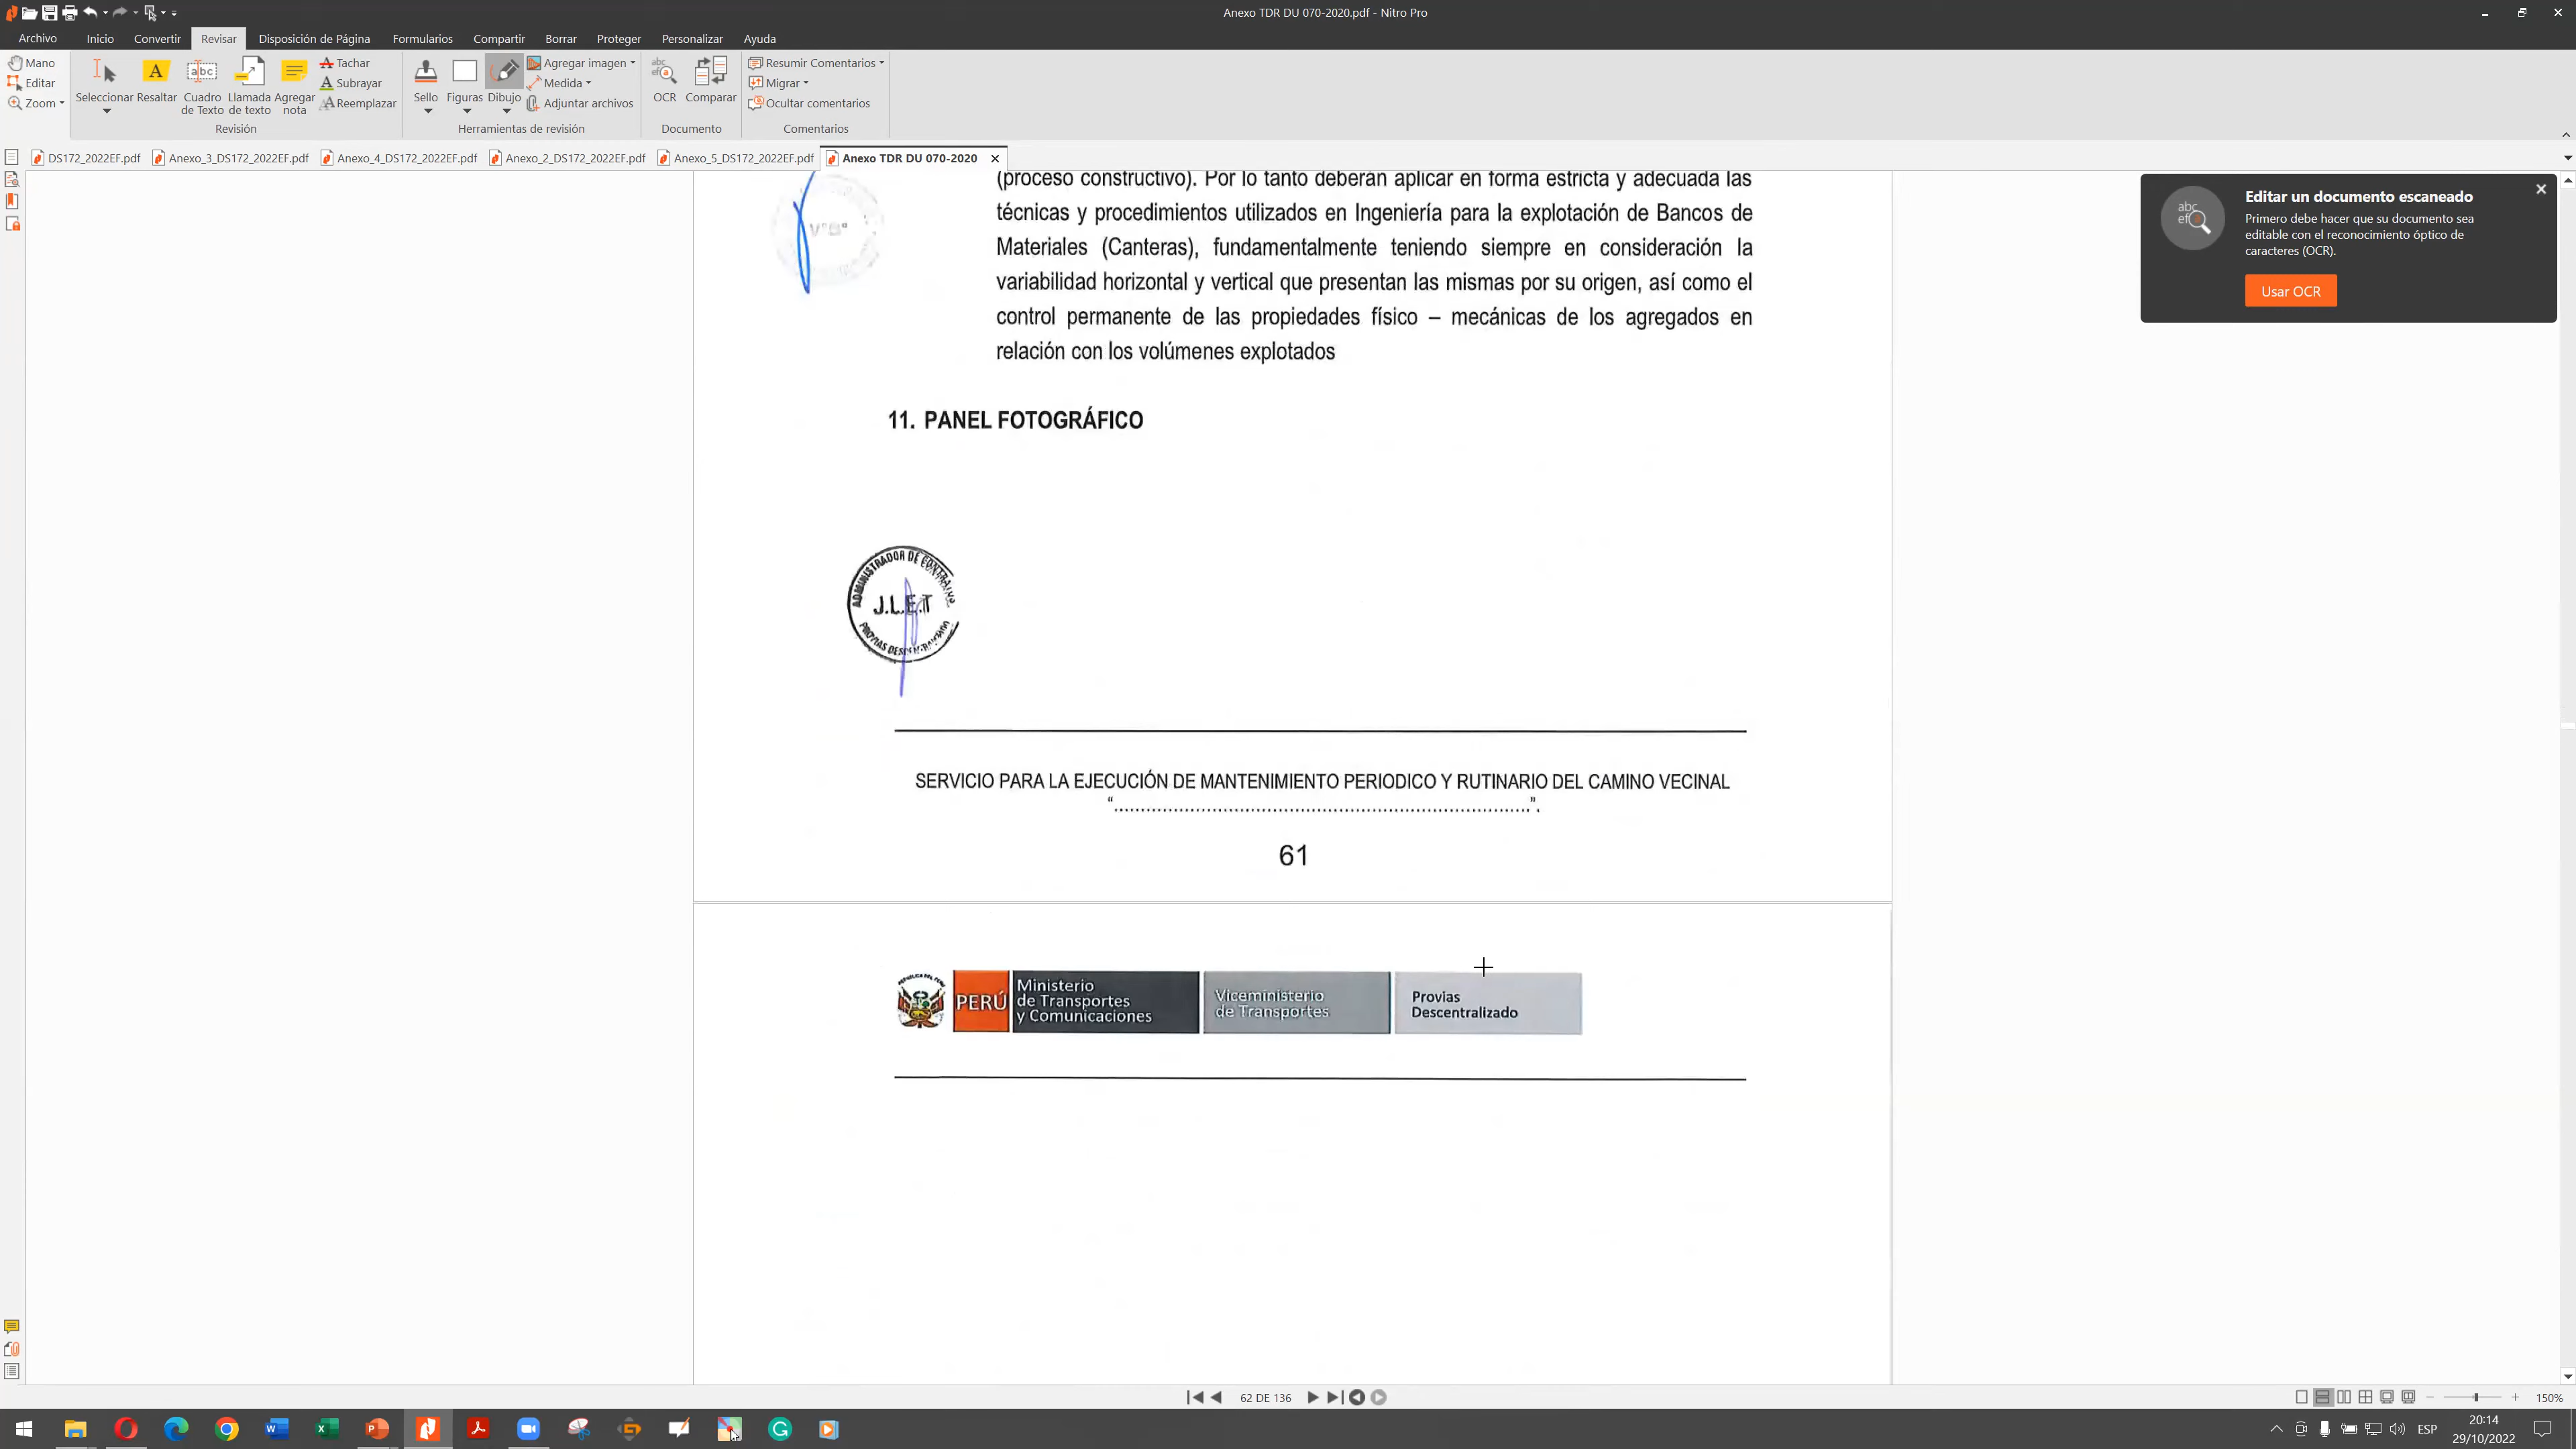 Anexo TDR DU 070-2020.pdf - Nitro Pro
Archivo Inicio Convertir Revisar Disposición de Página Formularios Compartir Borrar Proteger Personalizar Ayuda
Mano
Editar
Zoom
Seleccionar Resaltar Cuadro de Texto Llamada de texto Agregar nota
Tachar
Subrayar
Reemplazar
Revisión
Sello Figuras Dibujo
Agregar imagen
Medida
Adjuntar archivos
Herramientas de revisión
OCR Comparar
Documento
Resumir Comentarios
Migrar
Ocultar comentarios
Comentarios
DS172_2022EF.pdf Anexo_3_DS172_2022EF.pdf Anexo_4_DS172_2022EF.pdf Anexo_2_DS172_2022EF.pdf Anexo_5_DS172_2022EF.pdf Anexo TDR DU 070-2020
Editar un documento escaneado
Primero debe hacer que su documento sea
editable con el reconocimiento óptico de
caracteres (OCR).
Usar OCR
(proceso constructivo). Por lo tanto deberán aplicar en forma estricta y adecuada las
técnicas y procedimientos utilizados en Ingeniería para la explotación de Bancos de
Materiales (Canteras), fundamentalmente teniendo siempre en consideración la
variabilidad horizontal y vertical que presentan las mismas por su origen, así como el
control permanente de las propiedades físico – mecánicas de los agregados en
relación con los volúmenes explotados
VºBº
11. PANEL FOTOGRÁFICO
ADMINISTRADOR DE
J.L.E.T
SERVICIO PARA LA EJECUCIÓN DE MANTENIMIENTO PERIODICO Y RUTINARIO DEL CAMINO VECINAL
“................................................................................”.
61
PERÚ
Ministerio
de Transportes
y Comunicaciones
Viceministerio
de Transportes
Provias
Descentralizado
62 DE 136
150%
ESP
20:14
29/10/2022